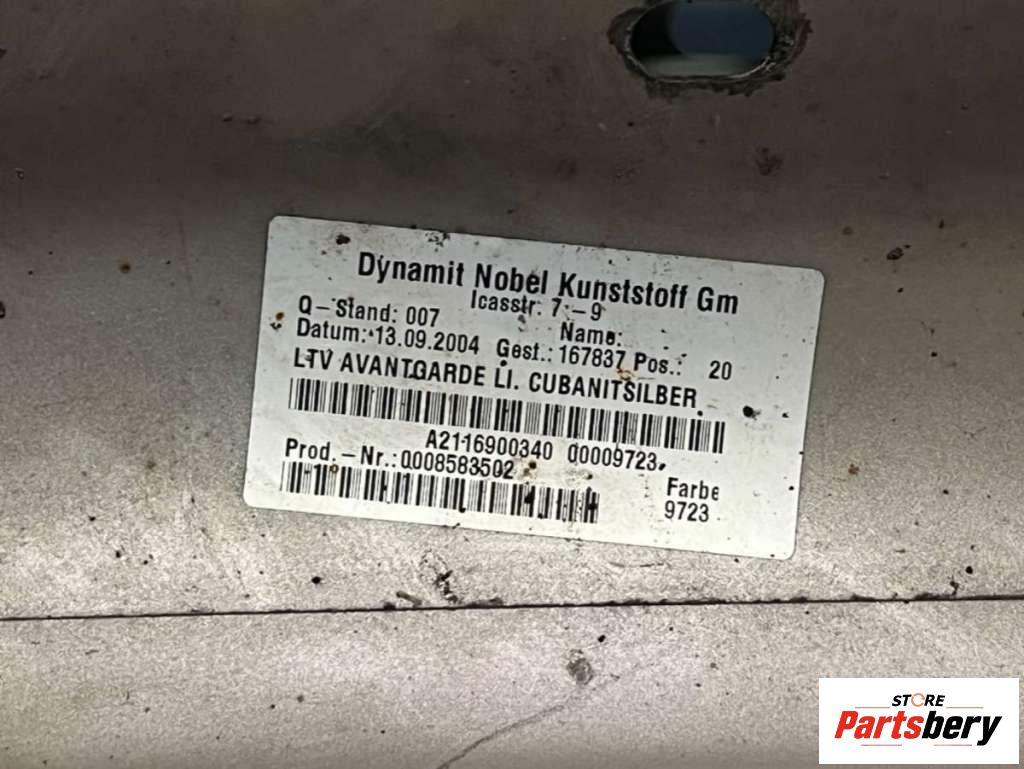 Dynamit Nobel Kunststoff Gm
Icasstr. 7-9
Q-Stand: 007 Name:
Datum: 13.09.2004 Gest.: 167837 Pos.: 20
LTV AVANTGARDE LI. CUBANITSILBER
A2116900340 00009723
Prod.-Nr.: 0008583502
Farbe
9723
STORE
Partsbery